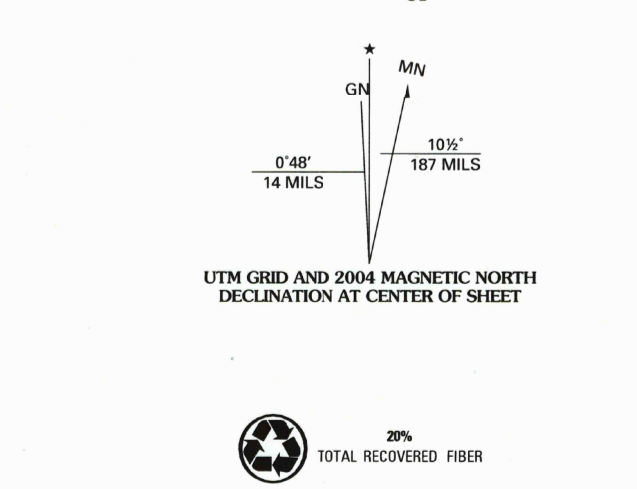 ★
MN
GN
0°48′
14 MILS
10½°
187 MILS
UTM GRID AND 2004 MAGNETIC NORTH
DECLINATION AT CENTER OF SHEET
20%
TOTAL RECOVERED FIBER